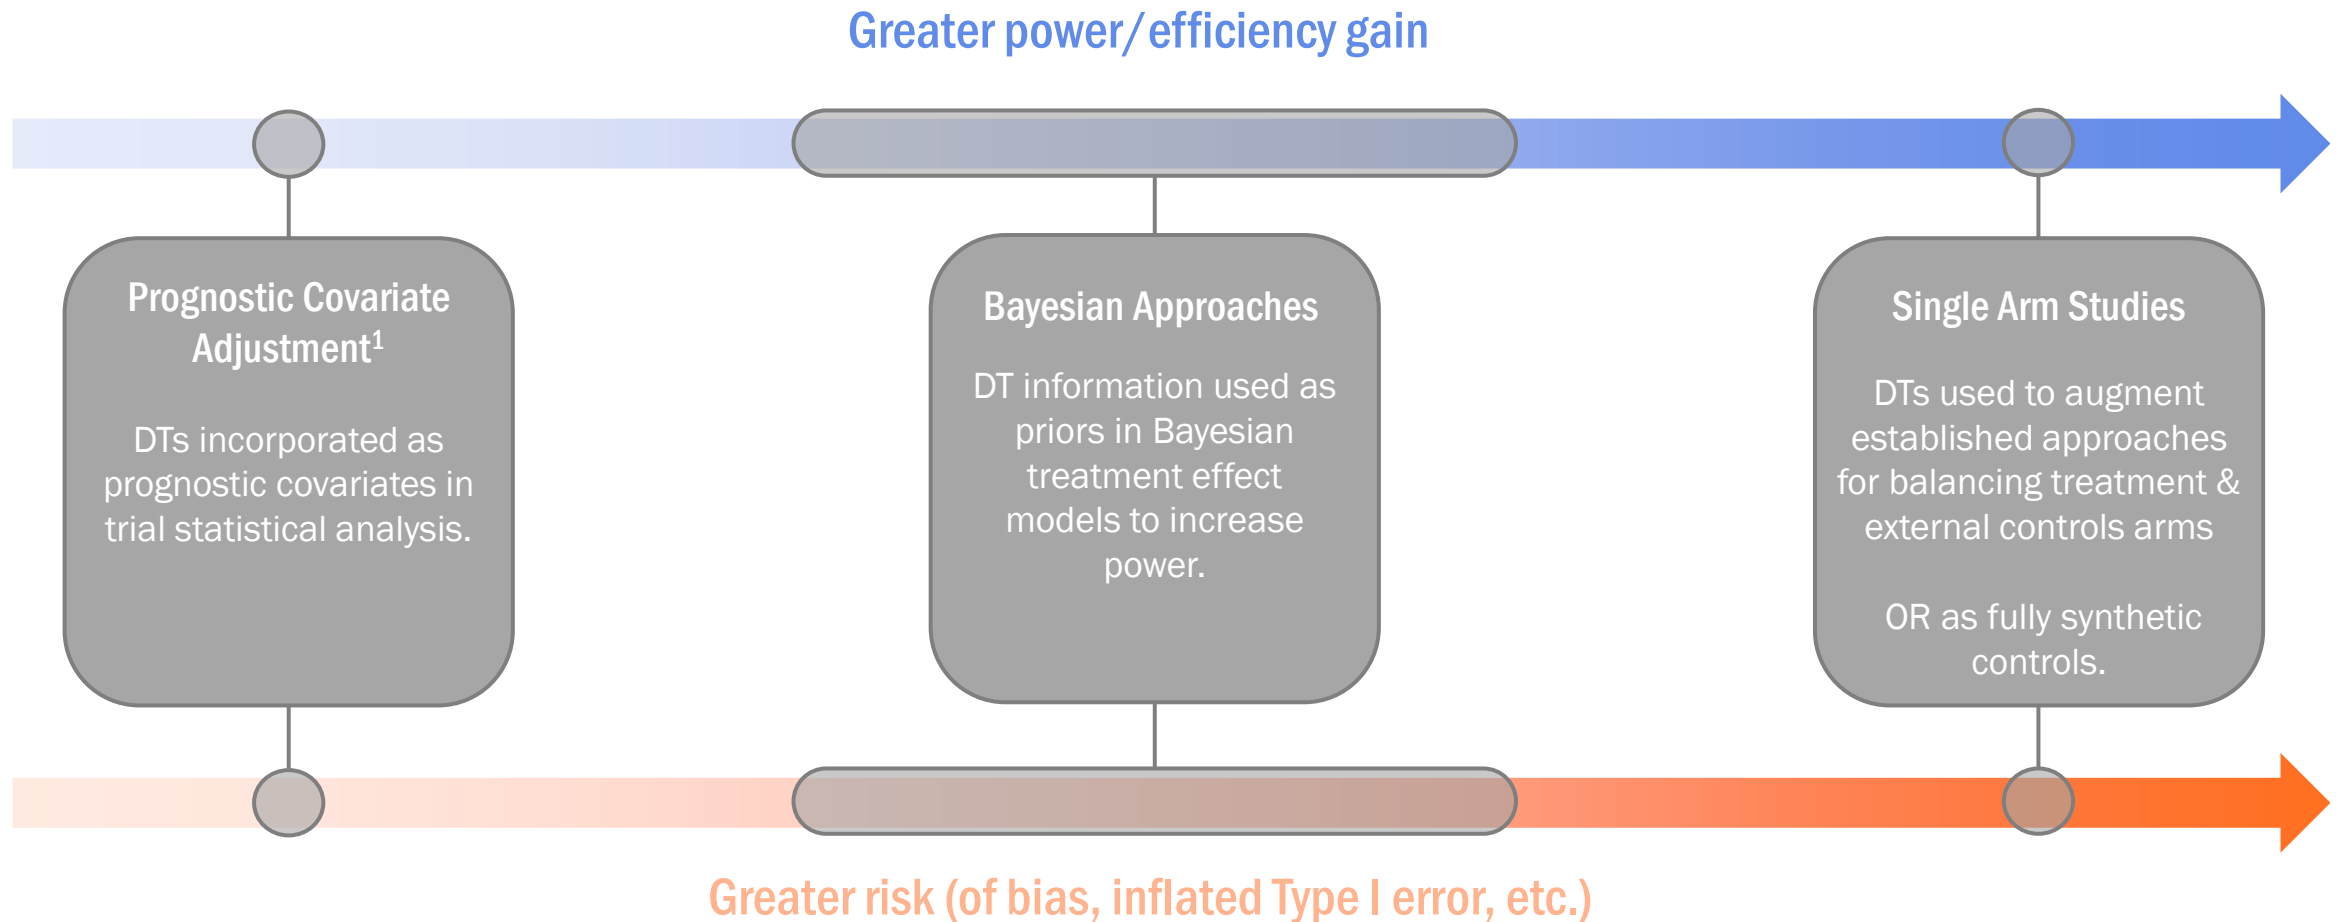 Greater power/efficiency gain
Prognostic Covariate
Adjustment¹
DTs incorporated as
prognostic covariates in
trial statistical analysis.
Bayesian Approaches
DT information used as
priors in Bayesian
treatment effect
models to increase
power.
Single Arm Studies
DTs used to augment
established approaches
for balancing treatment &
external controls arms
OR as fully synthetic
controls.
Greater risk (of bias, inflated Type I error, etc.)